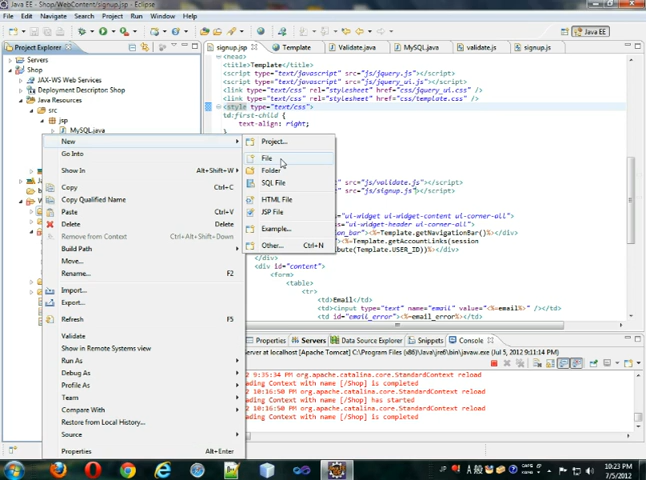 Java EE - Shop/WebContent/signup.jsp - Eclipse
File Edit Navigate Search Project Run Window Help
Java EE
Project Explorer
signup.jsp Template Validate.java MySQL.java validate.js signup.js
Servers
Shop
JAX-WS Web Services
Deployment Descriptor: Shop
Java Resources
src
jsp
MySQL.java
<head>
<title>Template</title>
<script type="text/javascript" src="js/jquery.js"></script>
<script type="text/javascript" src="js/jquery_ui.js"></script>
<link type="text/css" rel="stylesheet" href="css/jquery_ui.css" />
<link type="text/css" rel="stylesheet" href="css/template.css" />
<style type="text/css">
td:first-child {
text-align: right;
}
New
Go Into
Show In Alt+Shift+W
Copy Ctrl+C
Copy Qualified Name
Paste Ctrl+V
Delete Delete
Remove from Context Ctrl+Alt+Shift+Down
Build Path
Move...
Rename... F2
Import...
Export...
Refresh F5
Validate
Show in Remote Systems view
Run As
Debug As
Profile As
Team
Compare With
Restore from Local History...
Source
Properties Alt+Enter
Project...
File
Folder
SQL File
HTML File
JSP File
Example...
Other... Ctrl+N
src="js/validate.js"></script>
src="js/signup.js"></script>
"ui-widget ui-widget-content ui-corner-all">
n_bar"><%=Template.getNavigationBar()%></div>
><%=Template.getAccountLinks(session
bute(Template.USER_ID))%></div>
<div id="content">
<form>
<table>
<tr>
<td>Email</td>
<td><input type="text" name="email" value="<%=email%>" /></td>
<td id="email_error"><%=email_error%></td>
Properties Servers Data Source Explorer Snippets Console
Server at localhost [Apache Tomcat] C:\Program Files\Java\jre6\bin\javaw.exe (Jul 5, 2012 9:11:14 PM)
2 9:35:34 PM org.apache.catalina.core.StandardContext reload
ading Context with name [/Shop] is completed
2 10:16:50 PM org.apache.catalina.core.StandardContext reload
ading Context with name [/Shop] has started
2 10:16:50 PM org.apache.catalina.core.StandardContext reload
ading Context with name [/Shop] is completed
10:23 PM
7/5/2012